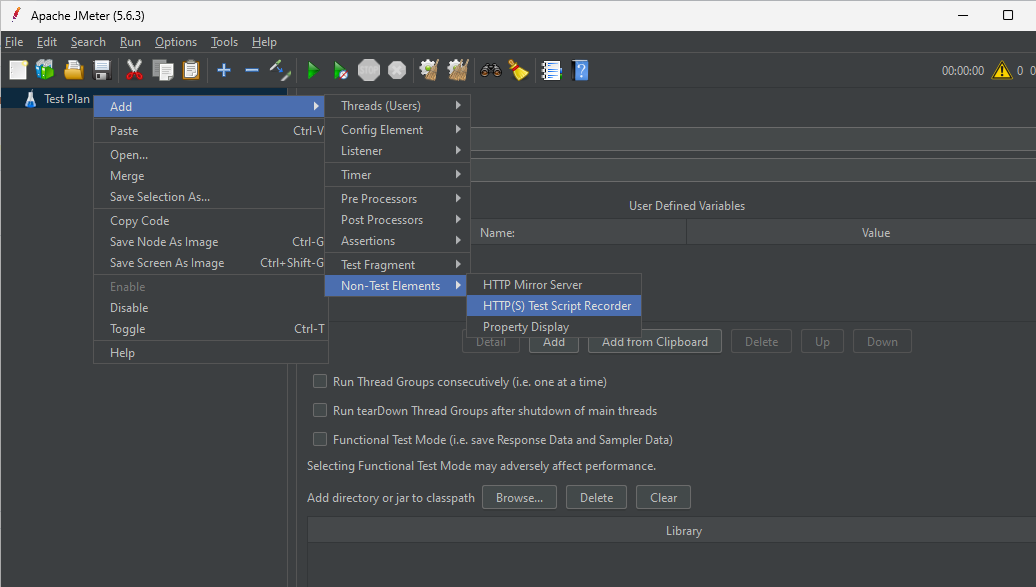 Apache JMeter (5.6.3)
File Edit Search Run Options Tools Help
STOP
?
00:00:00 0 0
Test Plan
Add
Paste Ctrl-V
Open...
Merge
Save Selection As...
Copy Code
Save Node As Image Ctrl-G
Save Screen As Image Ctrl+Shift-G
Enable
Disable
Toggle Ctrl-T
Help
Threads (Users)
Config Element
Listener
Timer
Pre Processors
Post Processors
Assertions
Test Fragment
Non-Test Elements
HTTP Mirror Server
HTTP(S) Test Script Recorder
Property Display
User Defined Variables
Name: Value
Detail Add Add from Clipboard Delete Up Down
Run Thread Groups consecutively (i.e. one at a time)
Run tearDown Thread Groups after shutdown of main threads
Functional Test Mode (i.e. save Response Data and Sampler Data)
Selecting Functional Test Mode may adversely affect performance.
Add directory or jar to classpath Browse... Delete Clear
Library